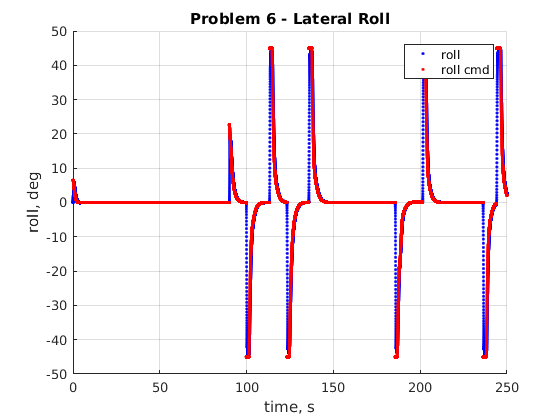 Problem 6 - Lateral Roll
roll, deg
50
40
30
20
10
0
-10
-20
-30
-40
-50
roll
roll cmd
0 50 100 150 200 250
time, s